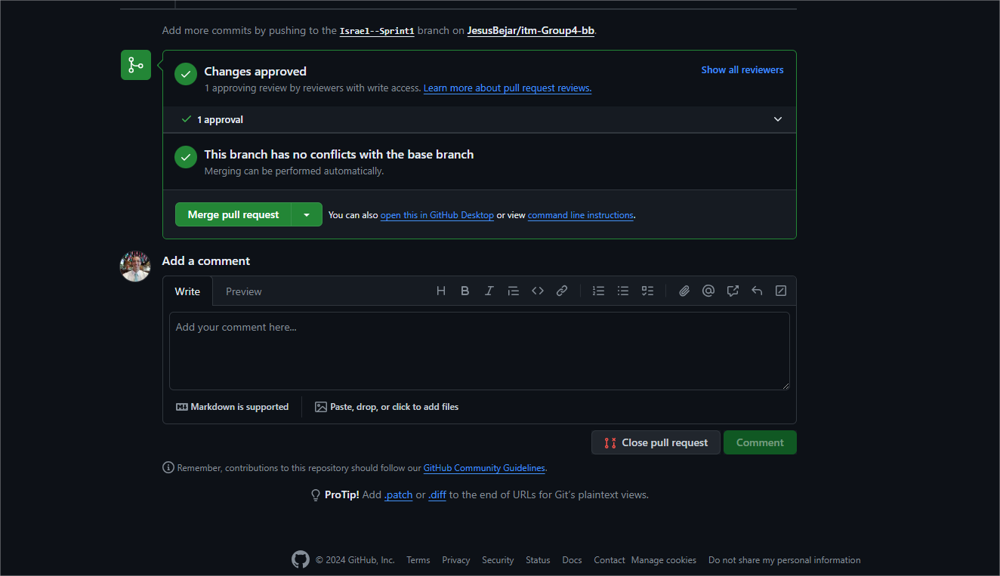 Add more commits by pushing to the Israel--Sprint1 branch on JesusBejar/itm-Group4-bb.
Changes approved
Show all reviewers
1 approving review by reviewers with write access. Learn more about pull request reviews.
1 approval
This branch has no conflicts with the base branch
Merging can be performed automatically.
Merge pull request You can also open this in GitHub Desktop or view command line instructions.
Add a comment
Write Preview
Add your comment here...
Markdown is supported Paste, drop, or click to add files
Close pull request Comment
Remember, contributions to this repository should follow our GitHub Community Guidelines.
ProTip! Add .patch or .diff to the end of URLs for Git’s plaintext views.
© 2024 GitHub, Inc. Terms Privacy Security Status Docs Contact Manage cookies Do not share my personal information